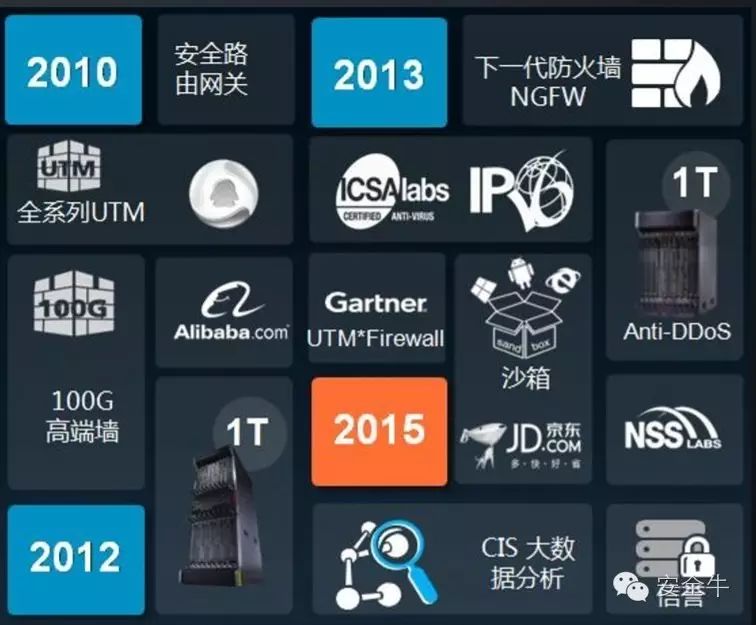 2010
安全路
由网关
2013
下一代防火墙
NGFW
UTM
全系列UTM
ICSAlabs
CERTIFIED ANTI-VIRUS
IPV6
1T
Anti-DDoS
100G
100G
高端墙
Alibaba.com
Gartner
UTM*Firewall
sand box
沙箱
1T
2015
JD.COM 京东
多·快·好·省
NSS LABS
2012
CIS 大数
据分析
安全牛
信誉